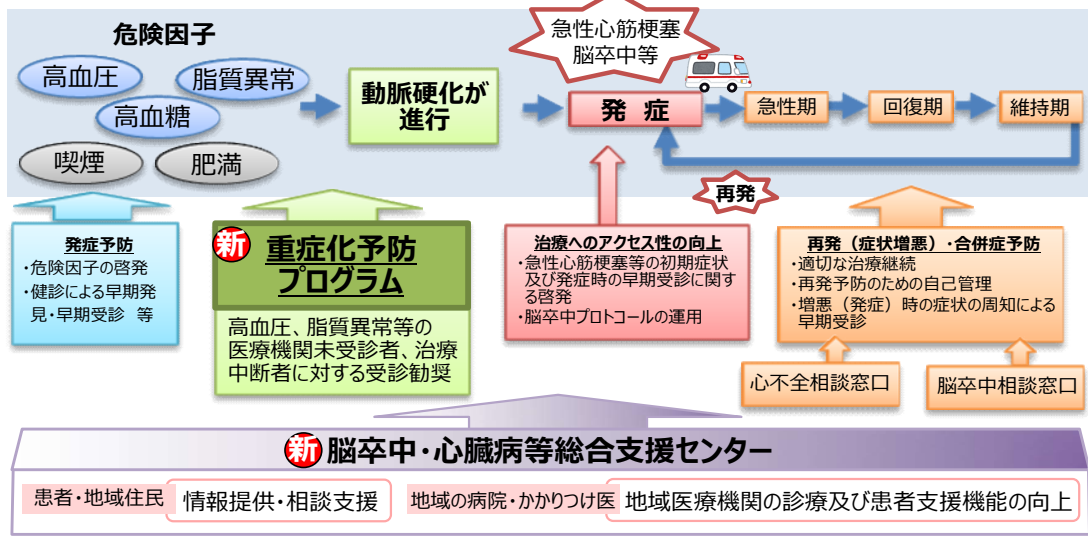 危険因子
高血圧
脂質異常
高血糖
喫煙
肥満
動脈硬化が
進行
急性心筋梗塞
脳卒中等
発 症
急性期
回復期
維持期
再発
発症予防
・危険因子の啓発
・健診による早期発
見・早期受診 等
新
重症化予防
プログラム
高血圧、脂質異常等の
医療機関未受診者、治療
中断者に対する受診勧奨
治療へのアクセス性の向上
・急性心筋梗塞等の初期症状
及び発症時の早期受診に関す
る啓発
・脳卒中プロトコールの運用
再発（症状増悪）・合併症予防
・適切な治療継続
・再発予防のための自己管理
・増悪（発症）時の症状の周知による
早期受診
心不全相談窓口
脳卒中相談窓口
新 脳卒中・心臓病等総合支援センター
患者・地域住民
情報提供・相談支援
地域の病院・かかりつけ医
地域医療機関の診療及び患者支援機能の向上